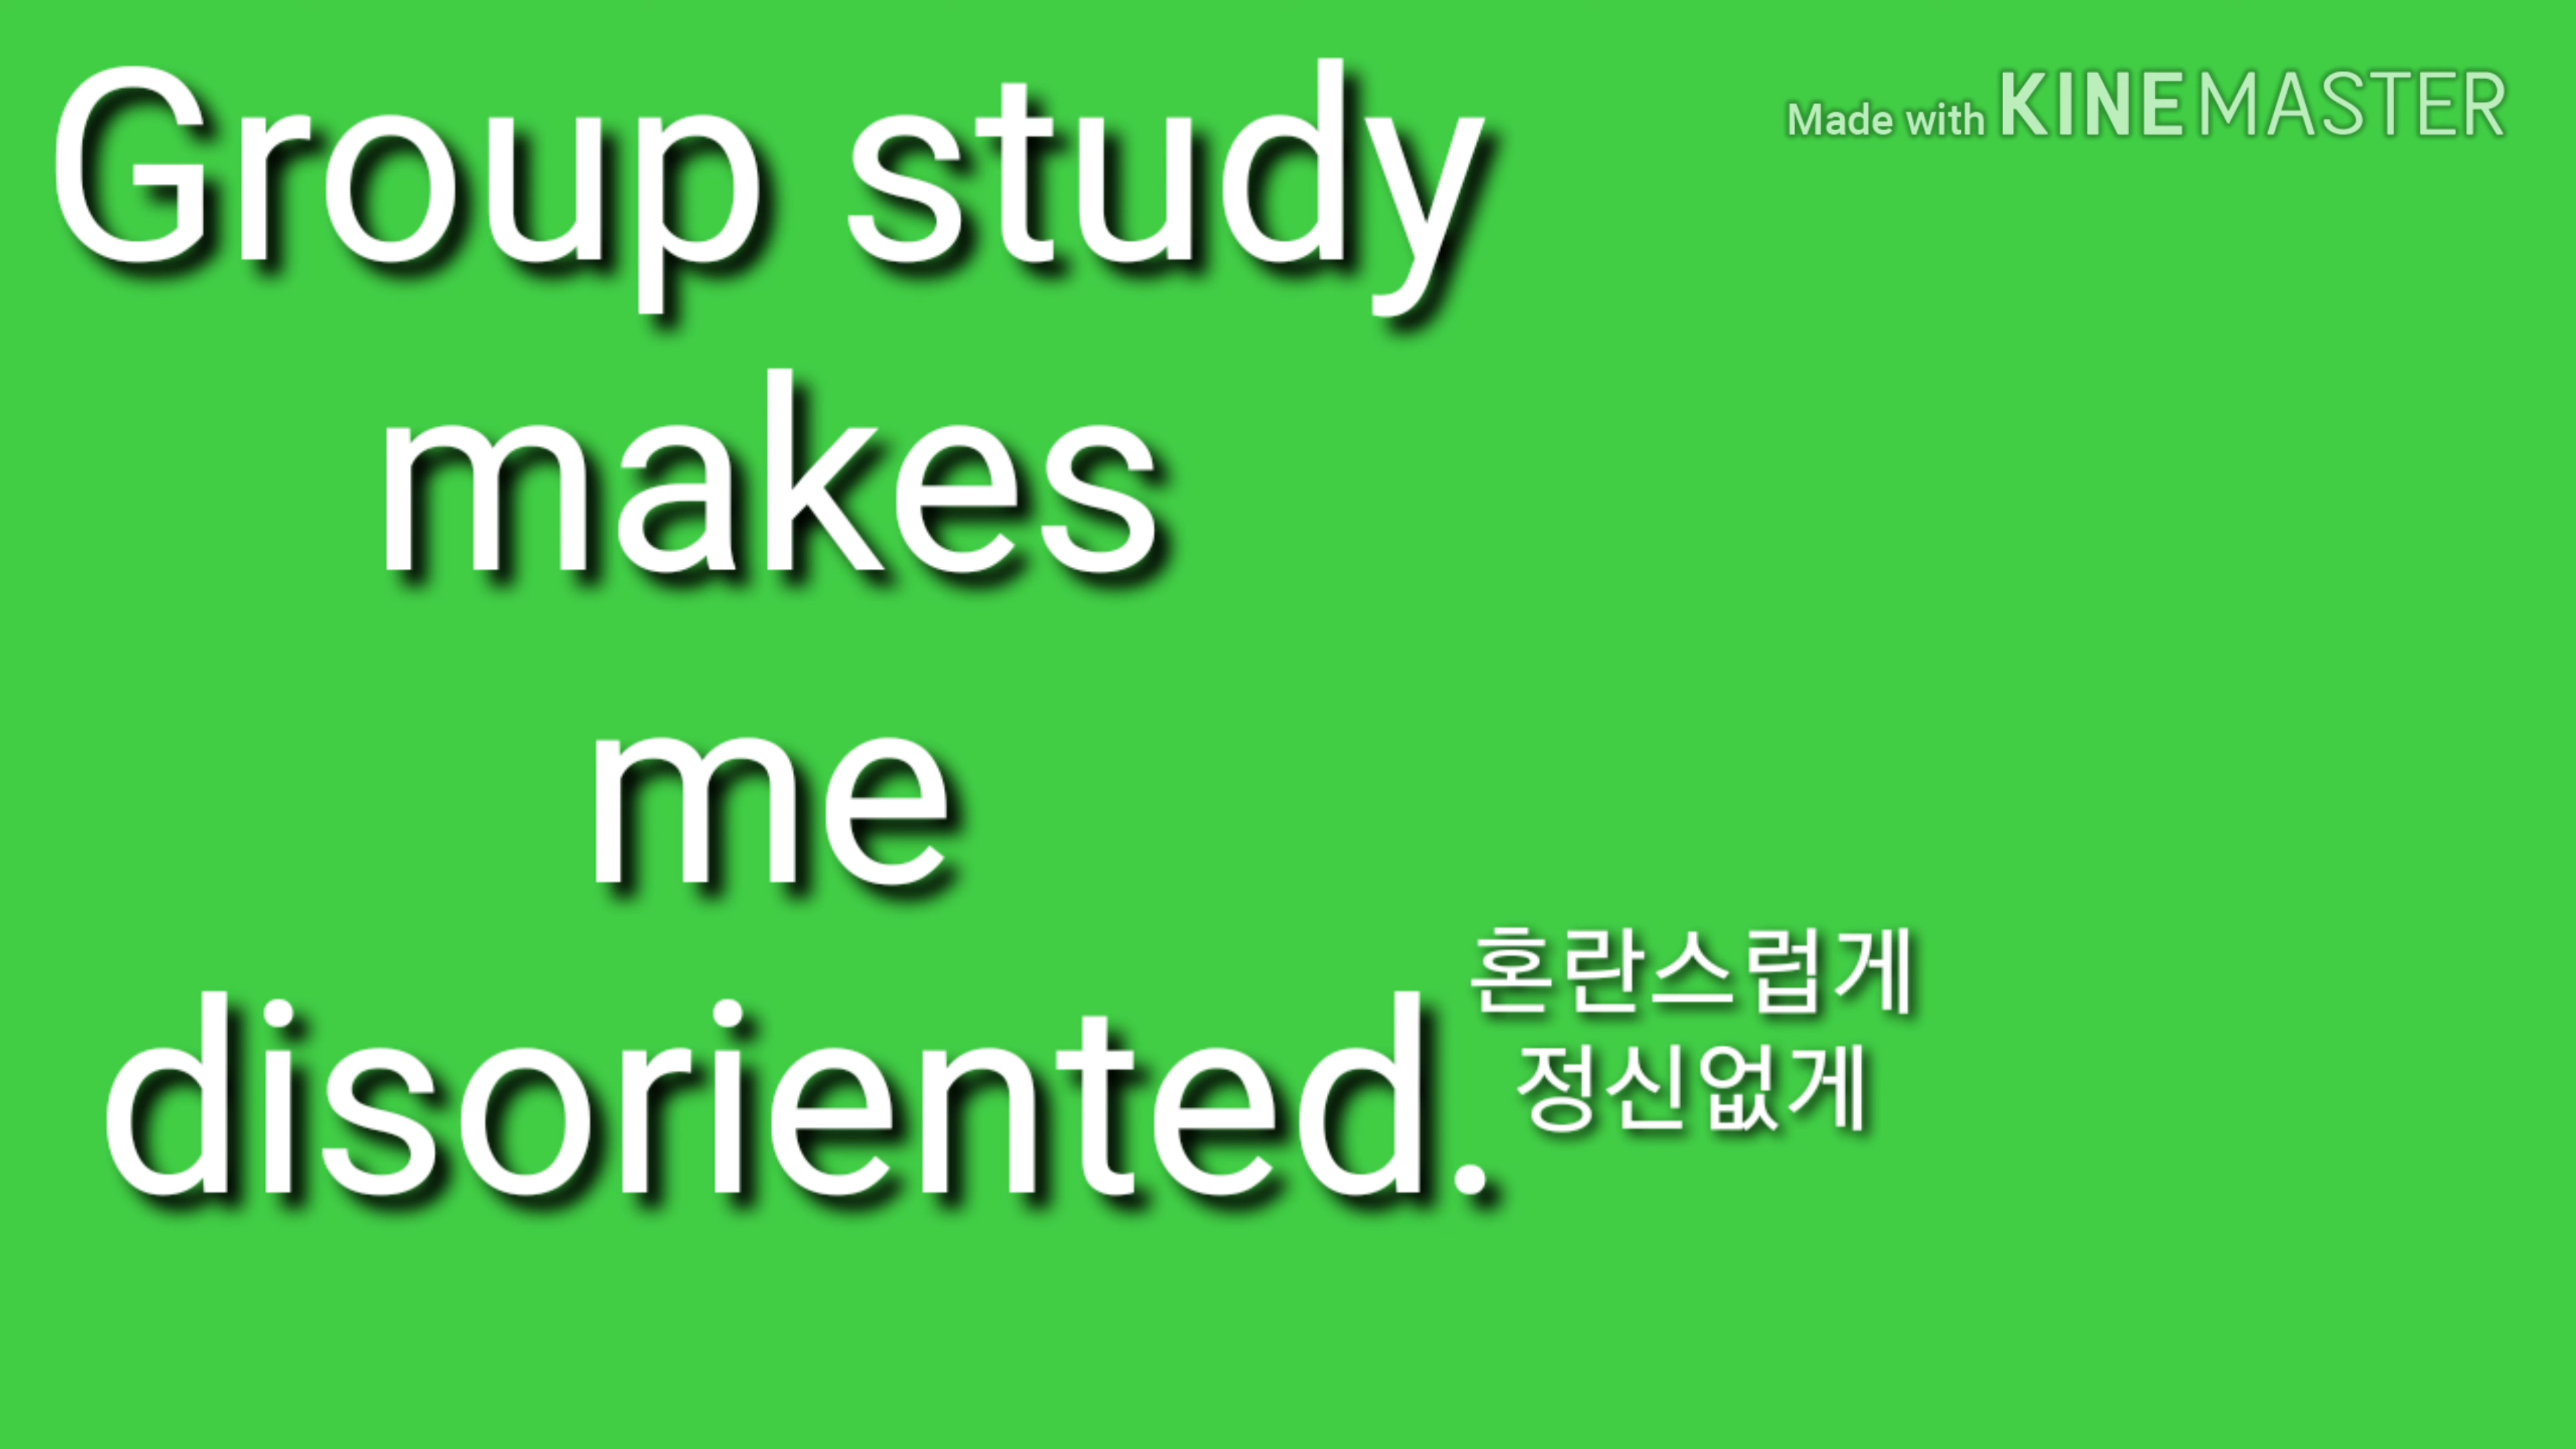 Made with KINEMASTER
Group study
makes
me
disoriented.
혼란스럽게
정신없게